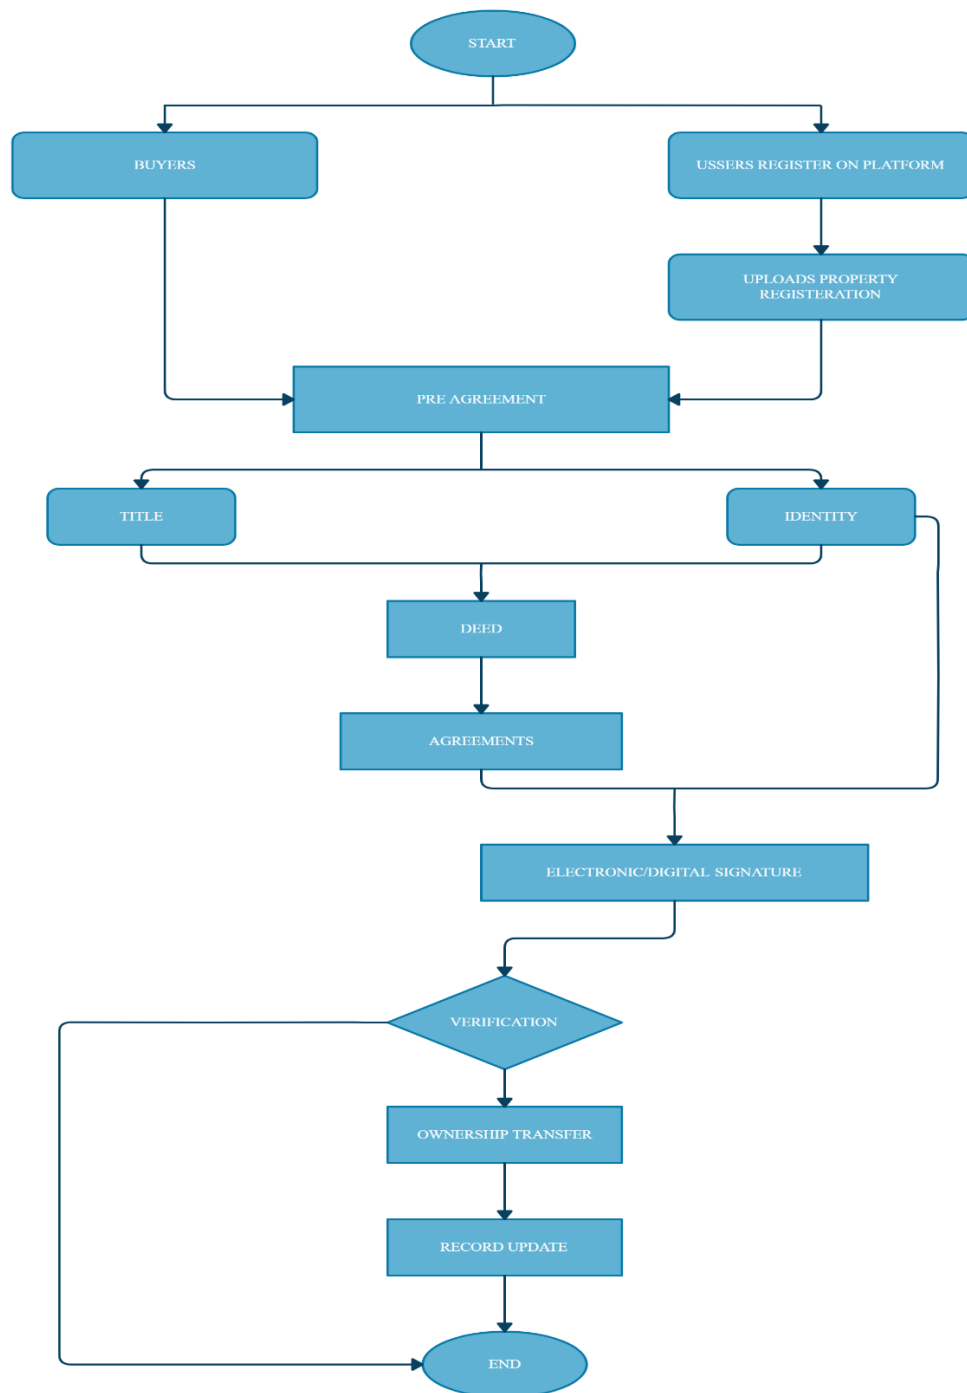 START
BUYERS
USSERS REGISTER ON PLATFORM
UPLOADS PROPERTY
REGISTERATION
PRE AGREEMENT
TITLE
IDENTITY
DEED
AGREEMENTS
ELECTRONIC/DIGITAL SIGNATURE
VERIFICATION
OWNERSHIP TRANSFER
RECORD UPDATE
END